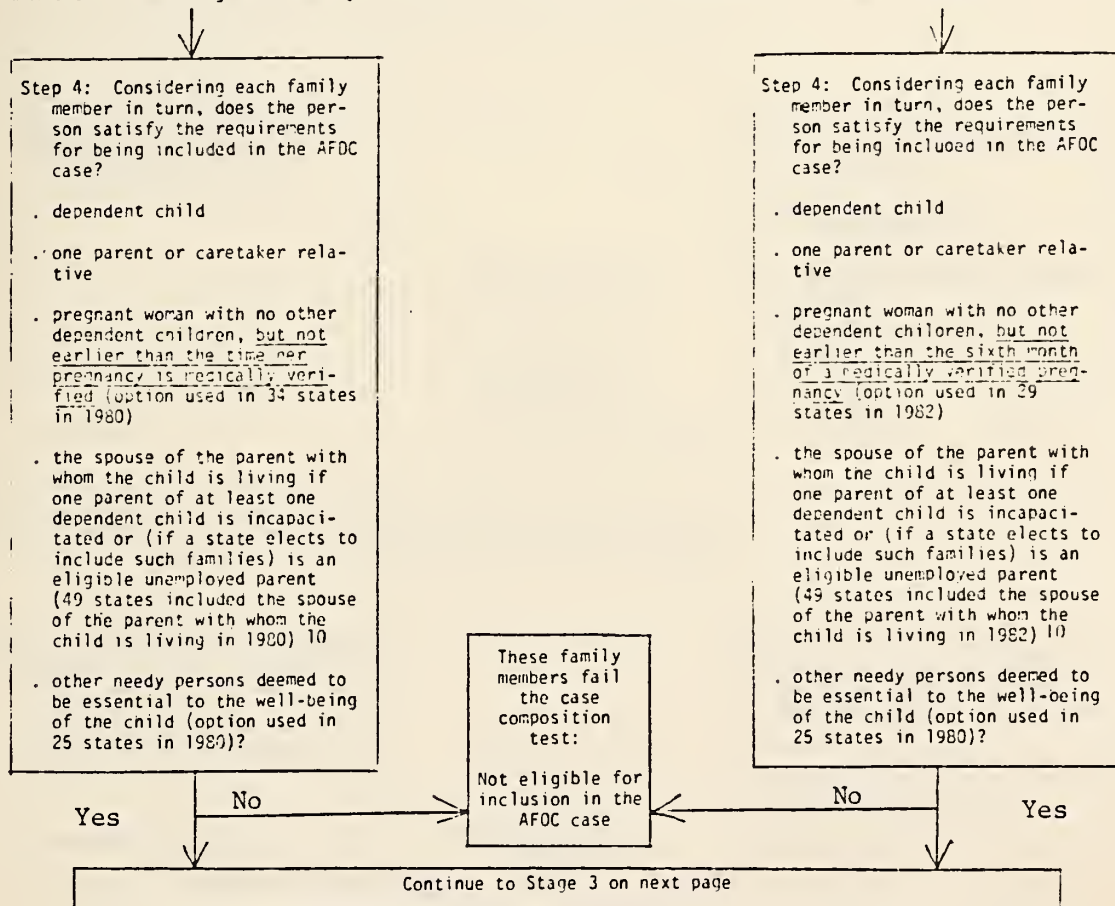 Step 4: Considering each family
member in turn, does the per-
son satisfy the requirements
for being included in the AFDC
case?
. dependent child
. one parent or caretaker rela-
tive
. pregnant woman with no other
dependent children, but not
earlier than the time her
pregnancy is medically veri-
fied (option used in 34 states
in 1980)
. the spouse of the parent with
whom the child is living if
one parent of at least one
dependent child is incapaci-
tated or (if a state elects to
include such families) is an
eligible unemployed parent
(49 states included the spouse
of the parent with whom the
child is living in 1980) 10
. other needy persons deemed to
be essential to the well-being
of the child (option used in
25 states in 1980)?
Step 4: Considering each family
member in turn, does the per-
son satisfy the requirements
for being included in the AFDC
case?
. dependent child
. one parent or caretaker rela-
tive
. pregnant woman with no other
dependent children, but not
earlier than the sixth month
of a medically verified preg-
nancy (option used in 29
states in 1982)
. the spouse of the parent with
whom the child is living if
one parent of at least one
dependent child is incapaci-
tated or (if a state elects to
include such families) is an
eligible unemployed parent
(49 states included the spouse
of the parent with whom the
child is living in 1982) 10
. other needy persons deemed to
be essential to the well-being
of the child (option used in
25 states in 1980)?
These family
members fail
the case
composition
test:
Not eligible for
inclusion in the
AFDC case
Yes
No
No
Yes
Continue to Stage 3 on next page